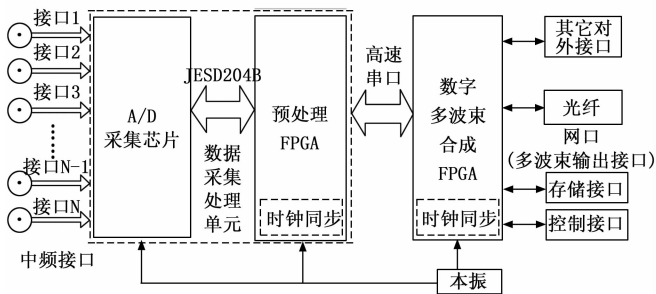 接口1
接口2
接口3
接口N-1
接口N
中频接口
A/D
采集芯片
JESD204B
数据
采集
处理
单元
预处理
FPGA
时钟同步
高速
串口
数字
多波束
合成
FPGA
时钟同步
其它对
外接口
光纤
网口
(多波束输出接口)
存储接口
控制接口
本振